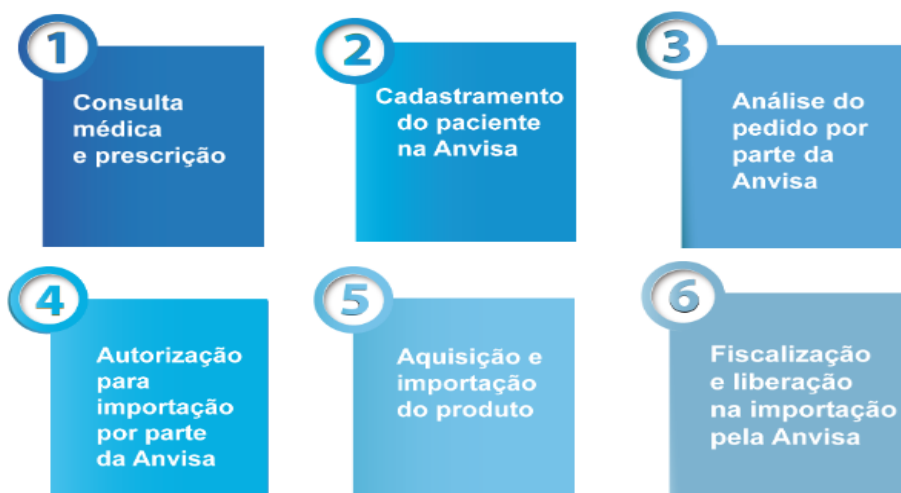 1
Consulta
médica
e prescrição
2
Cadastramento
do paciente
na Anvisa
3
Análise do
pedido por
parte da
Anvisa
4
Autorização
para
importação
por parte
da Anvisa
5
Aquisição e
importação
do produto
6
Fiscalização
e liberação
na importação
pela Anvisa